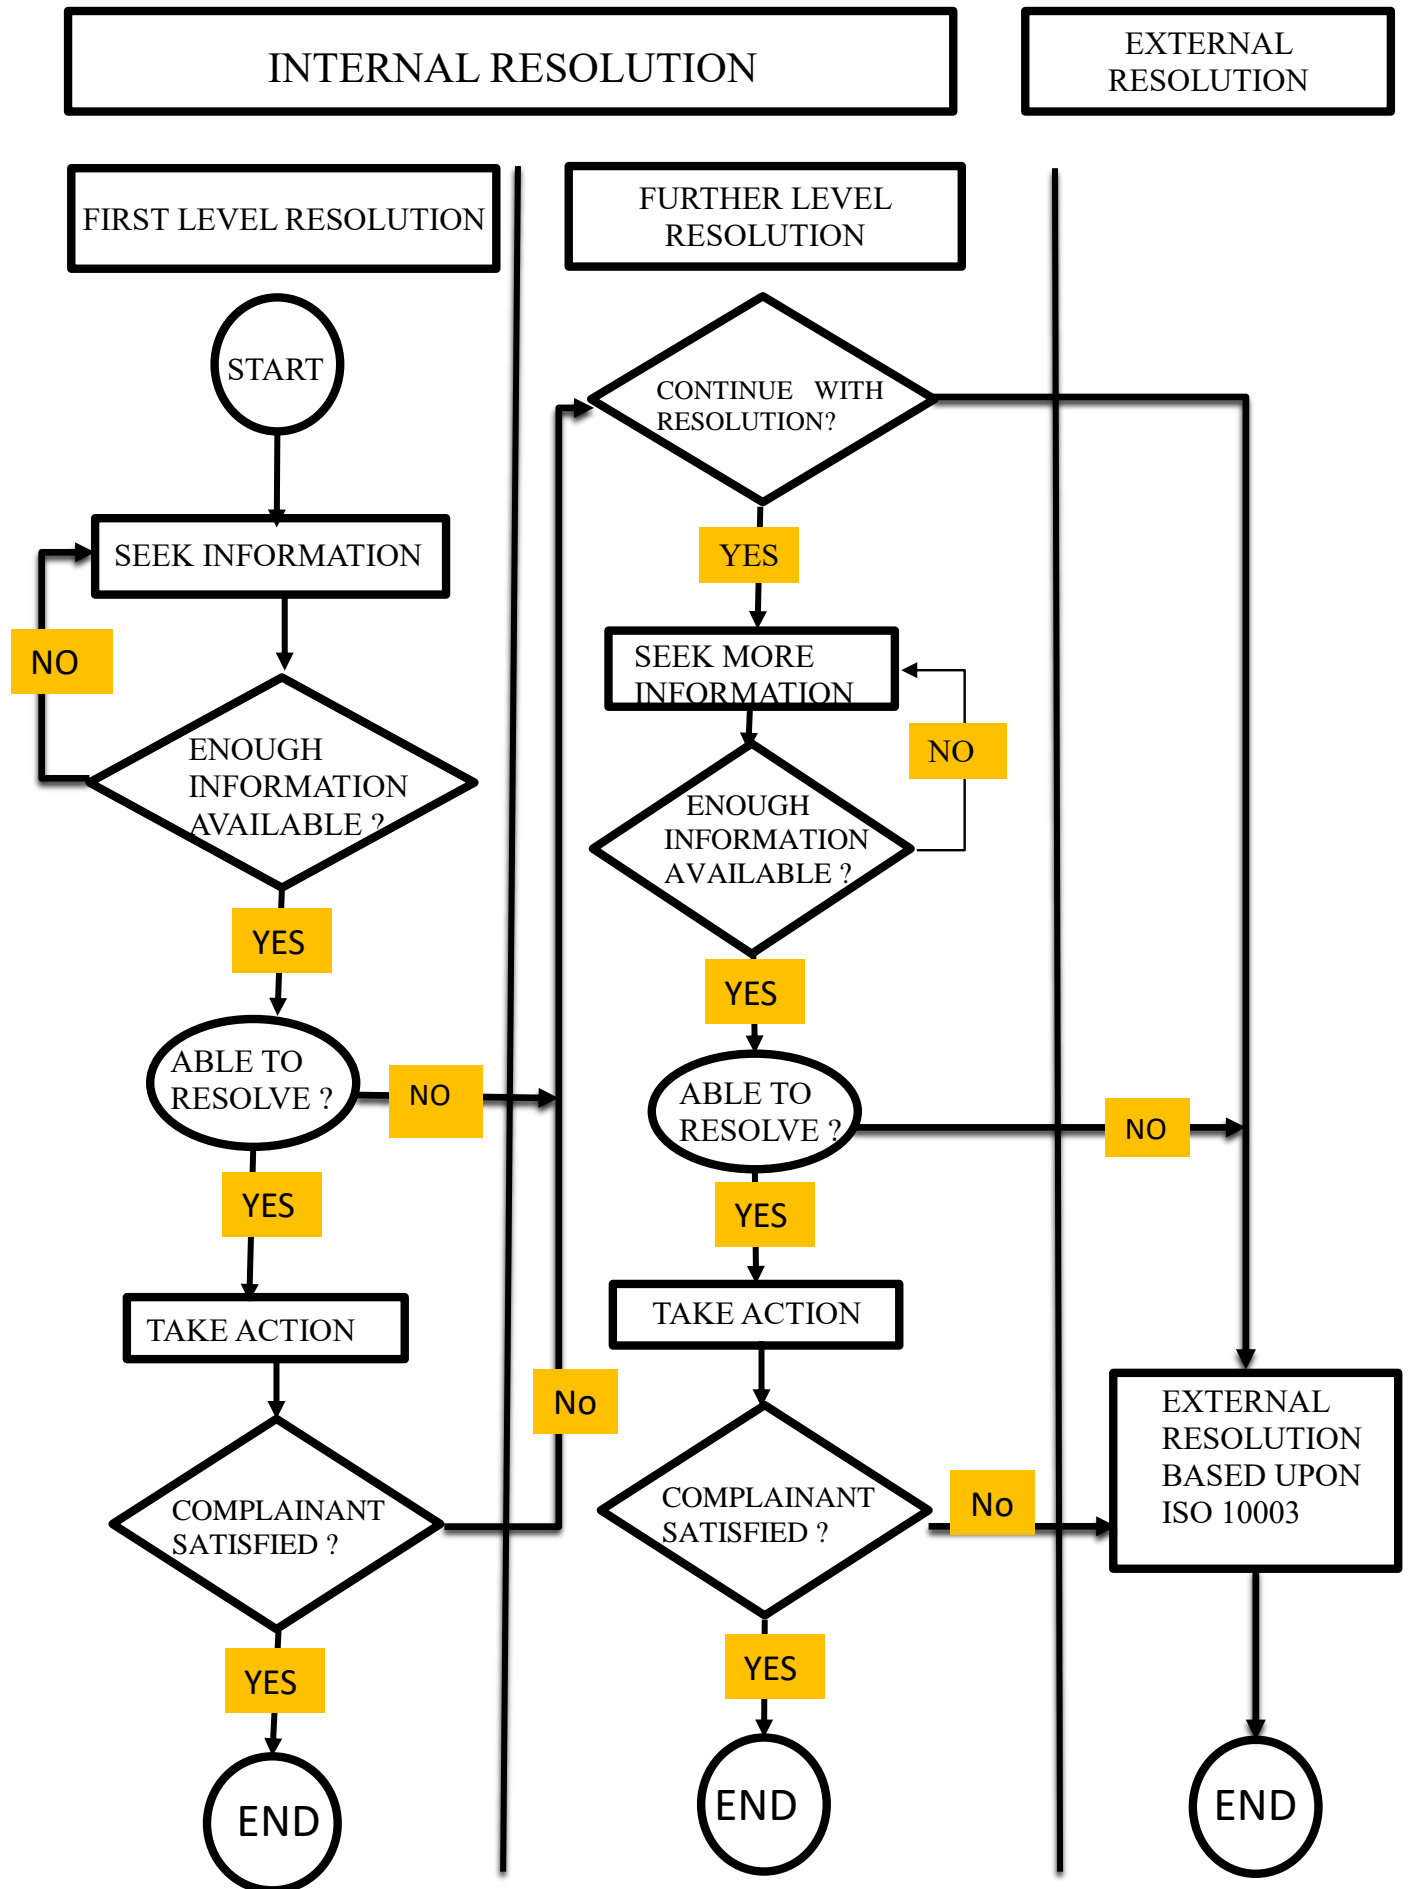 INTERNAL RESOLUTION
EXTERNAL
RESOLUTION
FIRST LEVEL RESOLUTION
FURTHER LEVEL
RESOLUTION
START
SEEK INFORMATION
NO
ENOUGH
INFORMATION
AVAILABLE ?
YES
ABLE TO
RESOLVE ?
NO
YES
TAKE ACTION
COMPLAINANT
SATISFIED ?
No
YES
END
CONTINUE WITH
RESOLUTION?
YES
SEEK MORE
INFORMATION
NO
ENOUGH
INFORMATION
AVAILABLE ?
YES
ABLE TO
RESOLVE ?
NO
YES
TAKE ACTION
COMPLAINANT
SATISFIED ?
No
YES
END
EXTERNAL
RESOLUTION
BASED UPON
ISO 10003
END